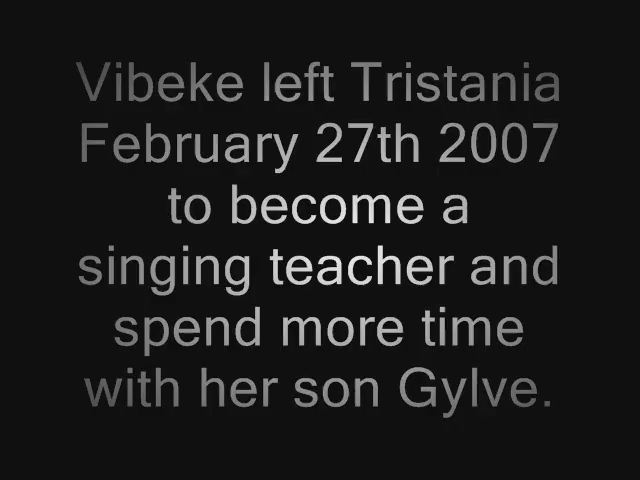 Vibeke left Tristania
February 27th 2007
to become a
singing teacher and
spend more time
with her son Gylve.